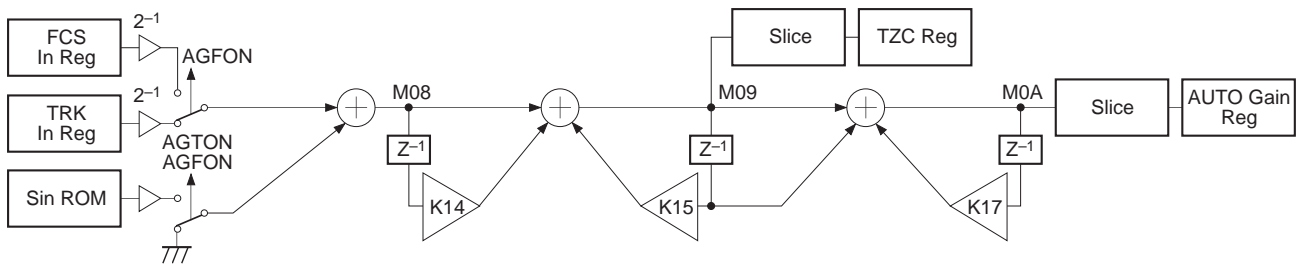 FCS
In Reg
2–1
AGFON
TRK
In Reg
2–1
AGTON
AGFON
Sin ROM
M08
Z–1
K14
K15
M09
Z–1
Slice
TZC Reg
K17
M0A
Z–1
Slice
AUTO Gain
Reg